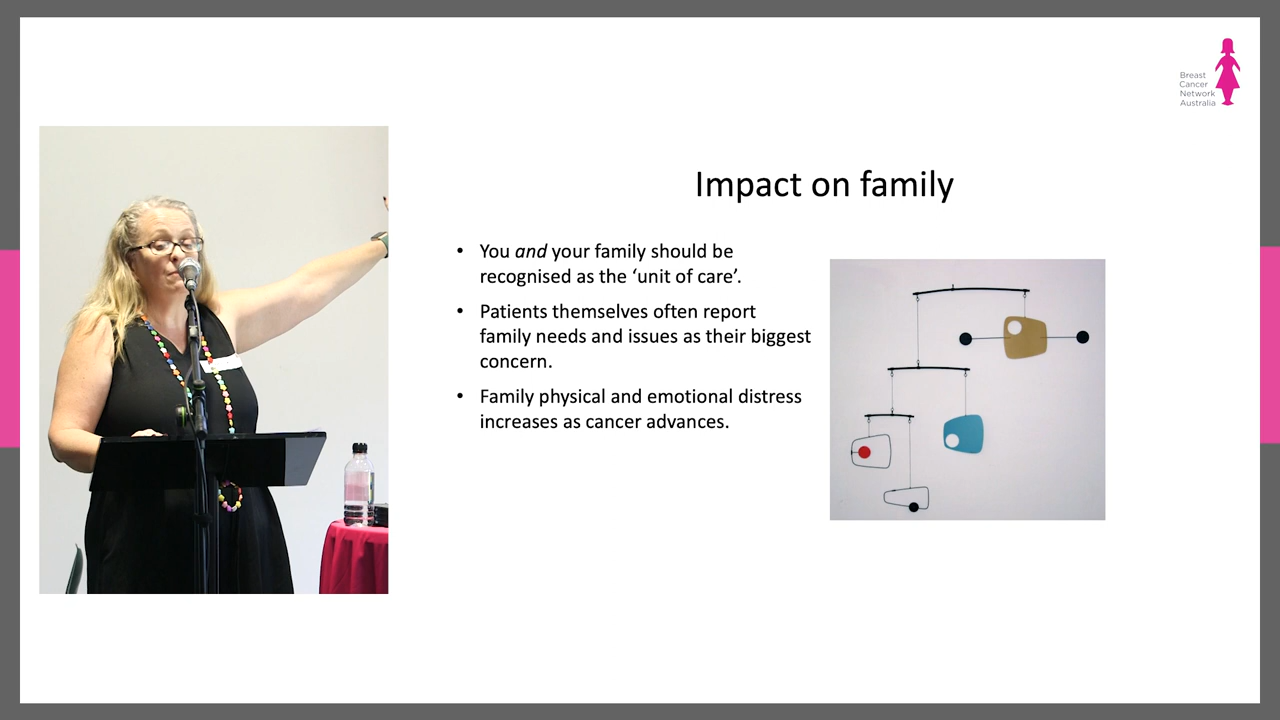 Breast
Cancer
Network
Australia
Impact on family
• You and your family should be
recognised as the ‘unit of care’.
• Patients themselves often report
family needs and issues as their biggest
concern.
• Family physical and emotional distress
increases as cancer advances.